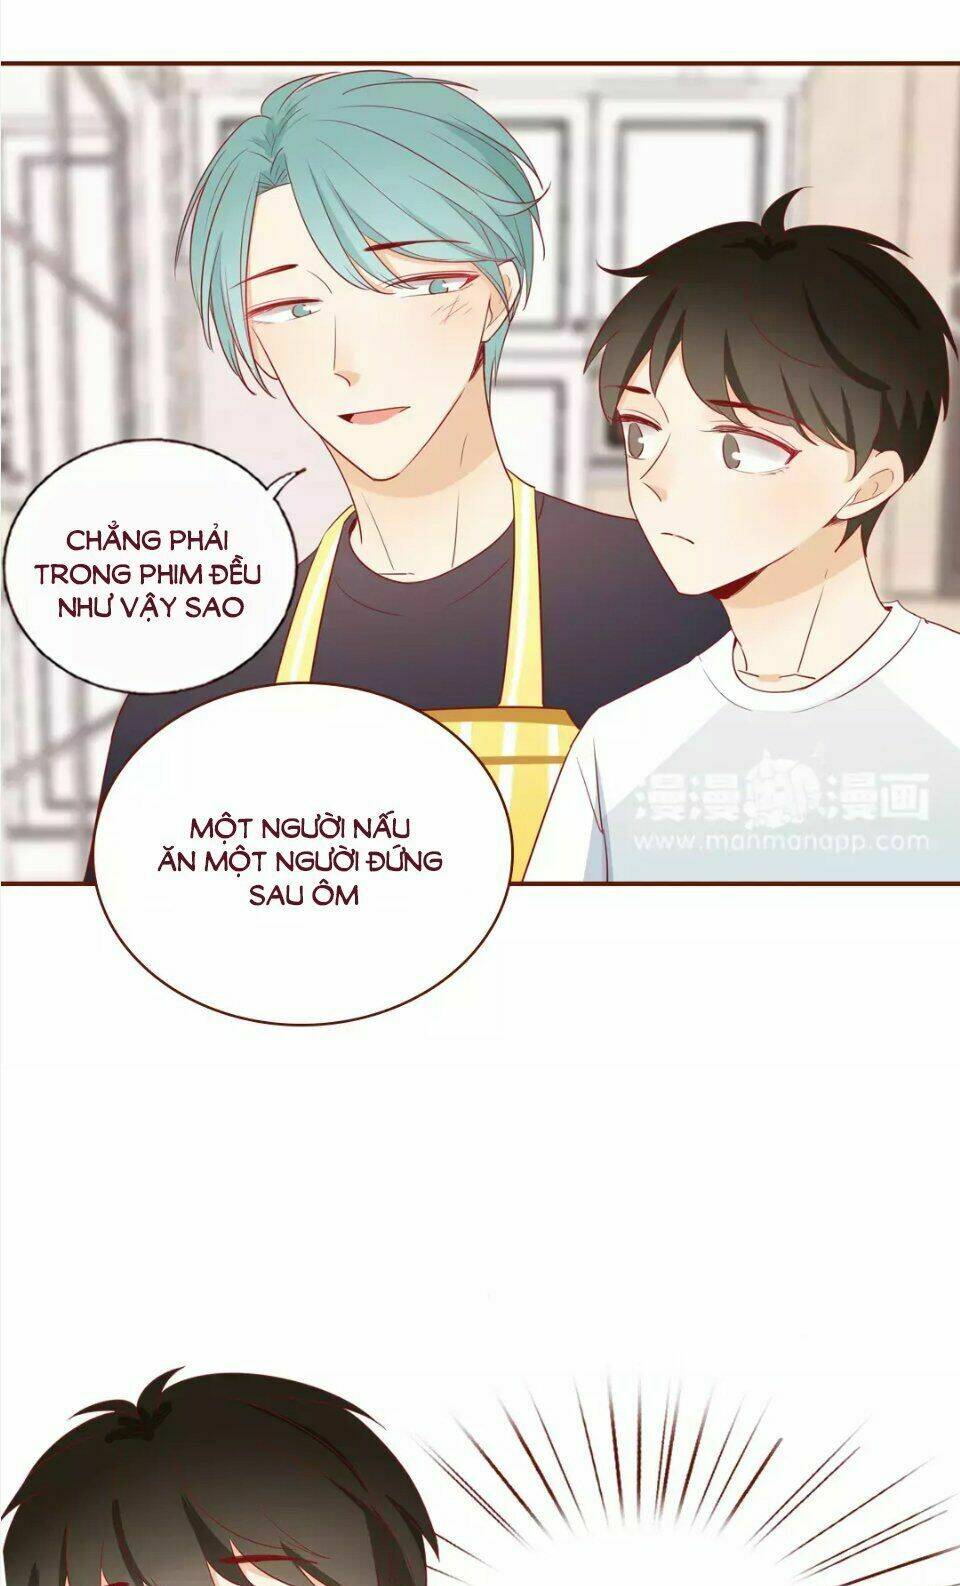 CHẲNG PHẢI
TRONG PHIM ĐỀU
NHƯ VẬY SAO
MỘT NGƯỜI NẤU
ĂN MỘT NGƯỜI ĐỨNG
SAU ÔM
漫漫漫画
www.manmanapp.com